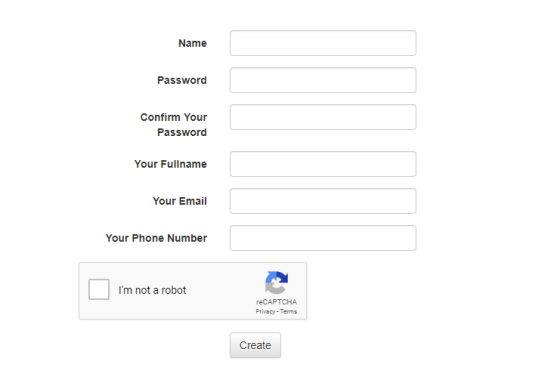 Name
Password
Confirm Your
Password
Your Fullname
Your Email
Your Phone Number
I'm not a robot
reCAPTCHA
Privacy - Terms
Create